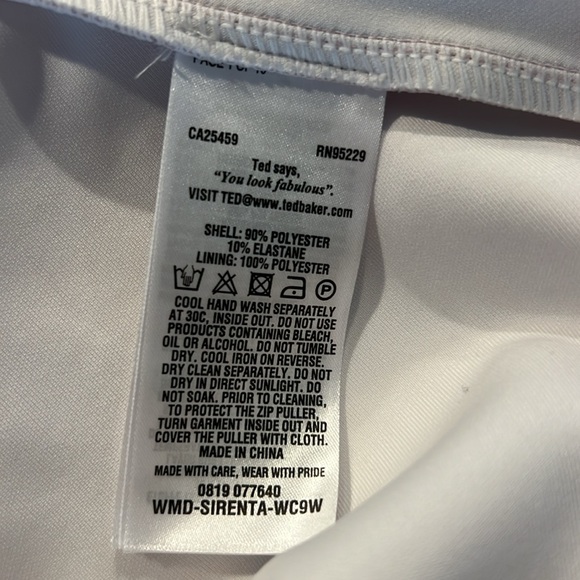 CA25459
RN95229
Ted says,
"You look fabulous".
VISIT TED@www.tedbaker.com
SHELL: 90% POLYESTER
10% ELASTANE
LINING: 100% POLYESTER
P
COOL HAND WASH SEPARATELY
AT 30C, INSIDE OUT. DO NOT USE
PRODUCTS CONTAINING BLEACH,
OIL OR ALCOHOL. DO NOT TUMBLE
DRY. COOL IRON ON REVERSE.
DRY CLEAN SEPARATELY. DO NOT
DRY IN DIRECT SUNLIGHT. DO
NOT SOAK. PRIOR TO CLEANING,
TO PROTECT THE ZIP PULLER,
TURN GARMENT INSIDE OUT AND
COVER THE PULLER WITH CLOTH.
MADE IN CHINA
MADE WITH CARE, WEAR WITH PRIDE
0819 077640
WMD-SIRENTA-WC9W